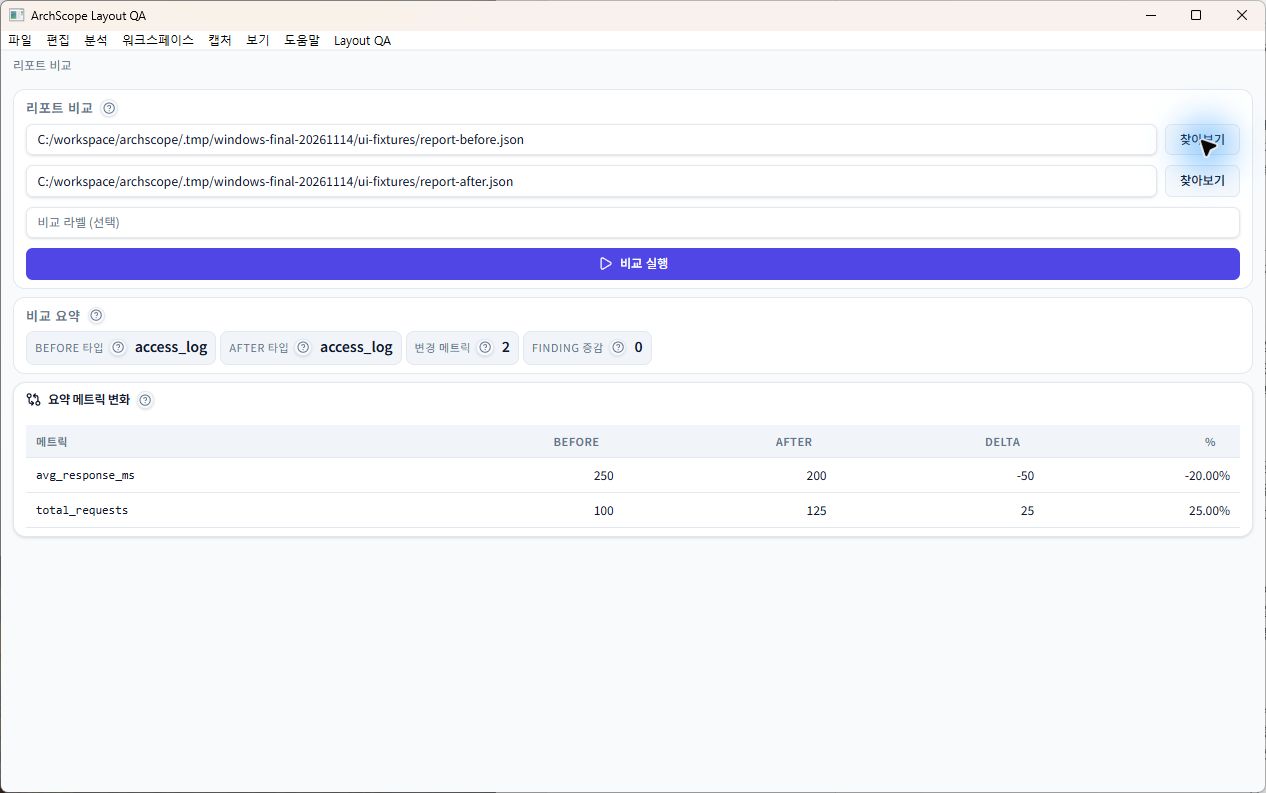 ArchScope Layout QA
파일 편집 분석 워크스페이스 캡처 보기 도움말 Layout QA
리포트 비교
리포트 비교
C:/workspace/archscope/.tmp/windows-final-20261114/ui-fixtures/report-before.json 찾아보기
C:/workspace/archscope/.tmp/windows-final-20261114/ui-fixtures/report-after.json 찾아보기
비교 라벨 (선택)
비교 실행
비교 요약
BEFORE 타입 access_log AFTER 타입 access_log 변경 메트릭 2 FINDING 증감 0
요약 메트릭 변화
메트릭 BEFORE AFTER DELTA %
avg_response_ms 250 200 -50 -20.00%
total_requests 100 125 25 25.00%